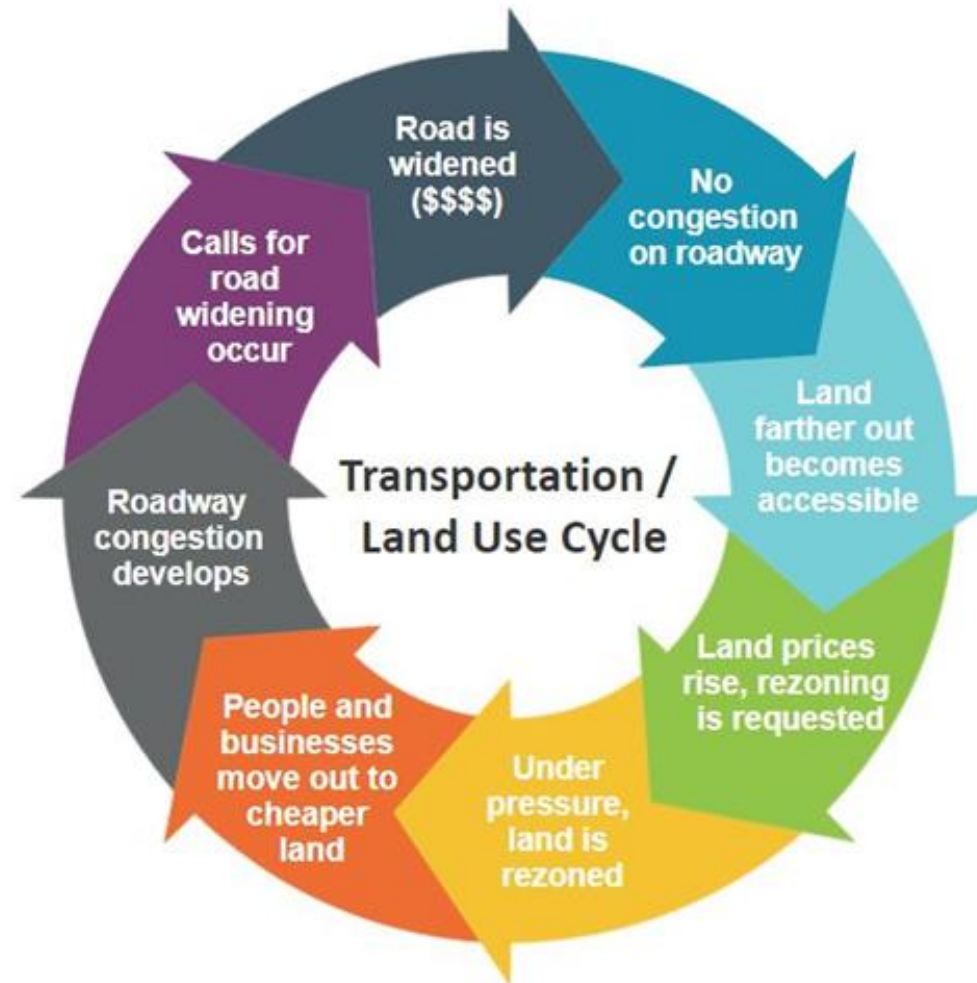 Road is
widened
($$$$)
No
congestion
on roadway
Land
farther out
becomes
accessible
Land prices
rise, rezoning
is requested
Under
pressure,
land is
rezoned
People and
businesses
move out to
cheaper
land
Roadway
congestion
develops
Calls for
road
widening
occur
Transportation /
Land Use Cycle